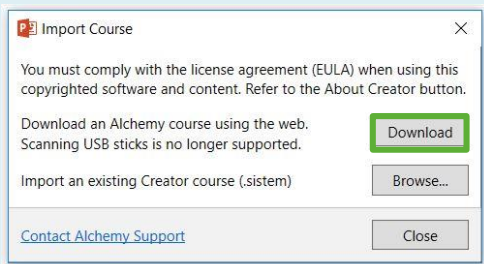 Import Course
You must comply with the license agreement (EULA) when using this
copyrighted software and content. Refer to the About Creator button.
Download an Alchemy course using the web.
Scanning USB sticks is no longer supported.
Download
Import an existing Creator course (.sistem)
Browse...
Contact Alchemy Support
Close